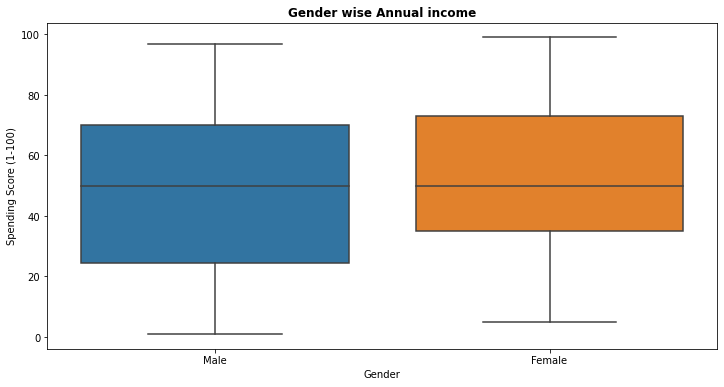 Gender wise Annual income
100
80
60
40
20
0
Spending Score (1-100)
Male Female
Gender